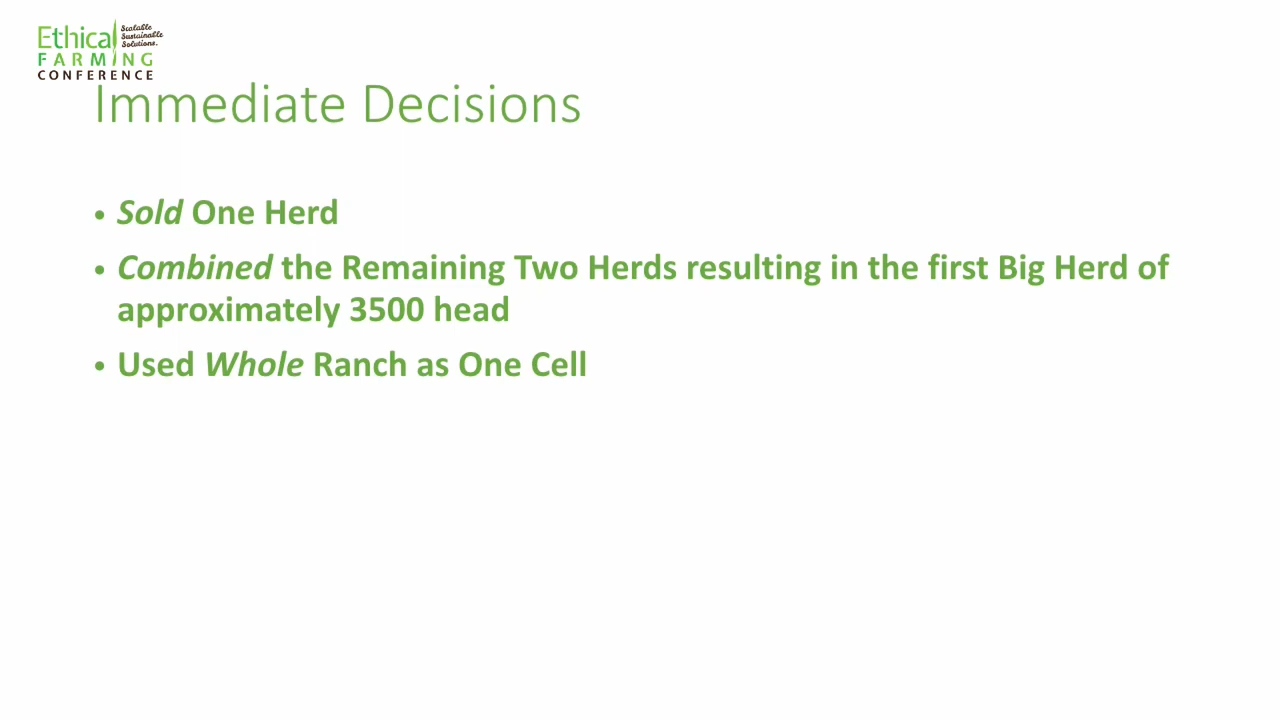 Ethical
Scalable
Sustainable
Solutions.
FARMING
CONFERENCE
Immediate Decisions
• Sold One Herd
• Combined the Remaining Two Herds resulting in the first Big Herd of
approximately 3500 head
• Used Whole Ranch as One Cell